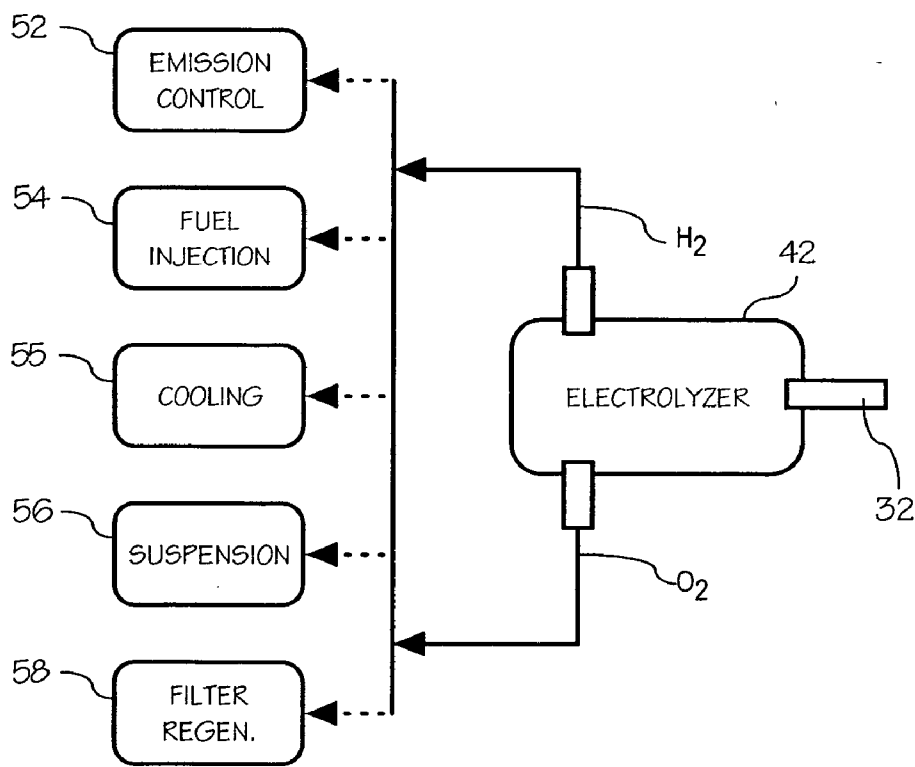 52
EMISSION
CONTROL
54
FUEL
INJECTION
55
COOLING
56
SUSPENSION
58
FILTER
REGEN.
H2
42
ELECTROLYZER
32
O2